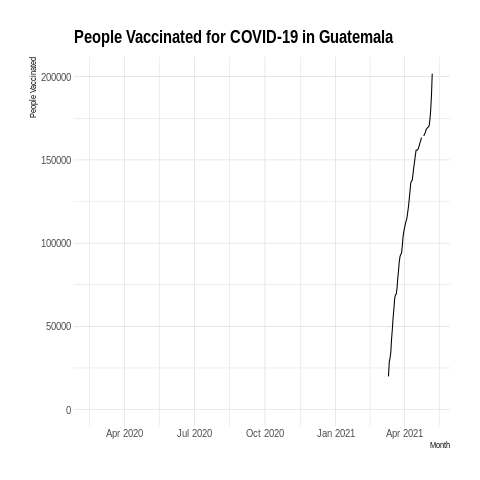 People Vaccinated for COVID-19 in Guatemala
People Vaccinated
200000
150000
100000
50000
0
Apr 2020 Jul 2020 Oct 2020 Jan 2021 Apr 2021
Month